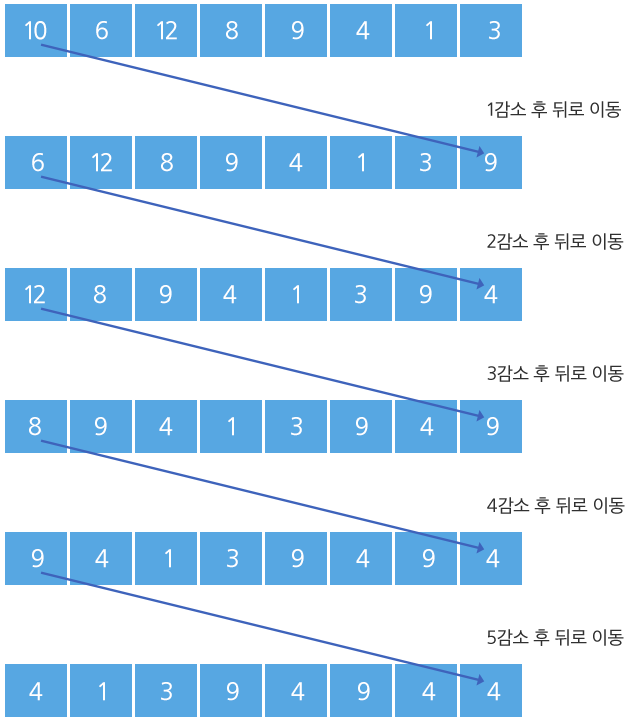 10 6 12 8 9 4 1 3
1감소 후 뒤로 이동
6 12 8 9 4 1 3 9
2감소 후 뒤로 이동
12 8 9 4 1 3 9 4
3감소 후 뒤로 이동
8 9 4 1 3 9 4 9
4감소 후 뒤로 이동
9 4 1 3 9 4 9 4
5감소 후 뒤로 이동
4 1 3 9 4 9 4 4